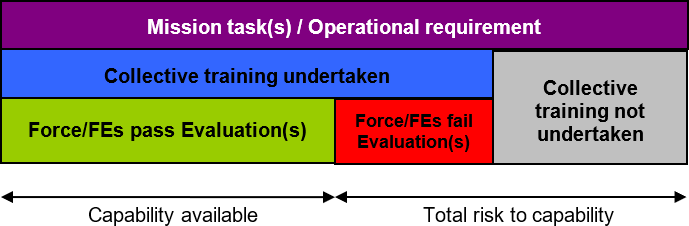 Mission task(s) / Operational requirement
Collective training undertaken
Collective
training not
undertaken
Force/FEs pass Evaluation(s)
Force/FEs fail
Evaluation(s)
Capability available
Total risk to capability